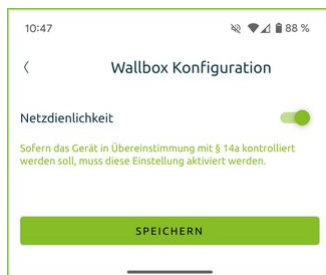 10:47
88 %
Wallbox Konfiguration
Netzdienlichkeit
Sofern das Gerät in Übereinstimmung mit § 14a kontrolliert
werden soll, muss diese Einstellung aktiviert werden.
SPEICHERN